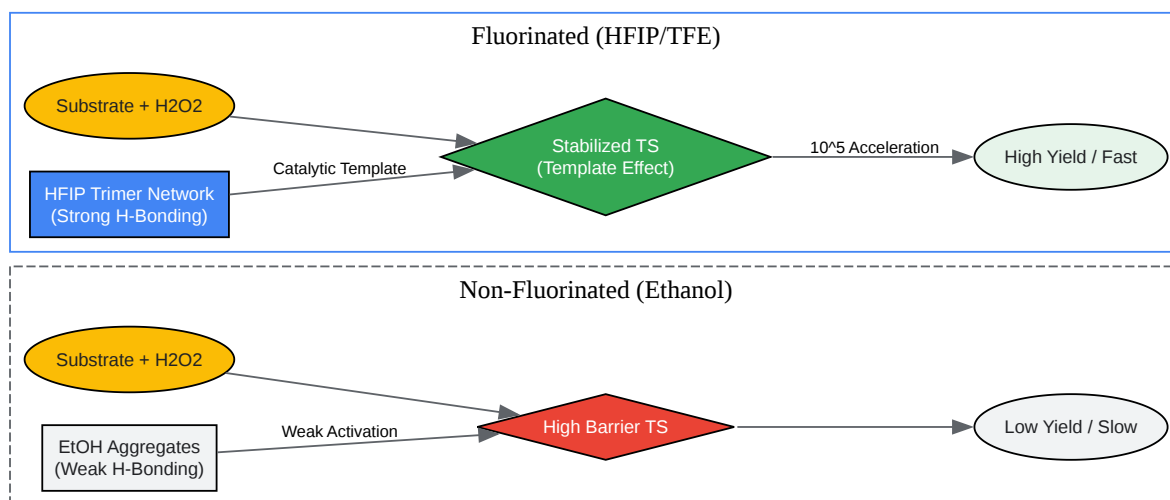 Fluorinated (HFIP/TFE)
Substrate + H2O2
HFIP Trimer Network
(Strong H-Bonding)
Catalytic Template
Stabilized TS
(Template Effect)
10^5 Acceleration
High Yield / Fast
Non-Fluorinated (Ethanol)
Substrate + H2O2
EtOH Aggregates
(Weak H-Bonding)
Weak Activation
High Barrier TS
Low Yield / Slow